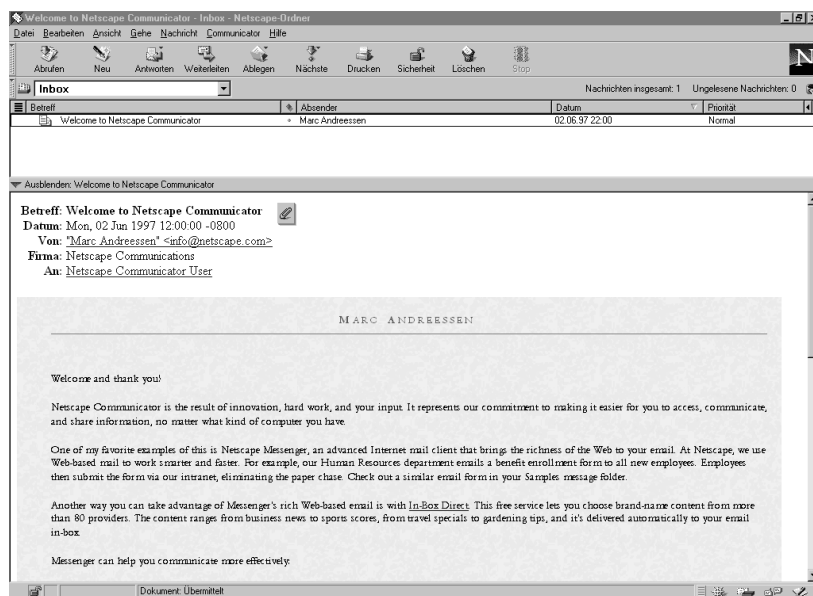 Welcome to Netscape Communicator - Inbox - Netscape-Ordner
Datei Bearbeiten Ansicht Gehe Nachricht Communicator Hilfe
Abrufen Neu Antworten Weiterleiten Ablegen Nächste Drucken Sicherheit Löschen Stop
N
Inbox Nachrichten insgesamt: 1 Ungelesene Nachrichten: 0
Betreff Absender Datum Priorität
Welcome to Netscape Communicator Marc Andreessen 02.06.97 22:00 Normal
Ausblenden: Welcome to Netscape Communicator
Betreff: Welcome to Netscape Communicator
Datum: Mon, 02 Jun 1997 12:00:00 -0800
Von: "Marc Andreessen" <info@netscape.com>
Firma: Netscape Communications
An: Netscape Communicator User
MARC ANDREESSEN
Welcome and thank you!
Netscape Communicator is the result of innovation, hard work, and your input. It represents our commitment to making it easier for you to access, communicate,
and share information, no matter what kind of computer you have.
One of my favorite examples of this is Netscape Messenger, an advanced Internet mail client that brings the richness of the Web to your email. At Netscape, we use
Web-based mail to work smarter and faster. For example, our Human Resources department emails a benefit enrollment form to all new employees. Employees
then submit the form via our intranet, eliminating the paper chase. Check out a similar email form in your Samples message folder.
Another way you can take advantage of Messenger's rich Web-based email is with In-Box Direct. This free service lets you choose brand-name content from more
than 80 providers. The content ranges from business news to sports scores, from travel specials to gardening tips, and it's delivered automatically to your email
in-box.
Messenger can help you communicate more effectively:
Dokument: Übermittelt